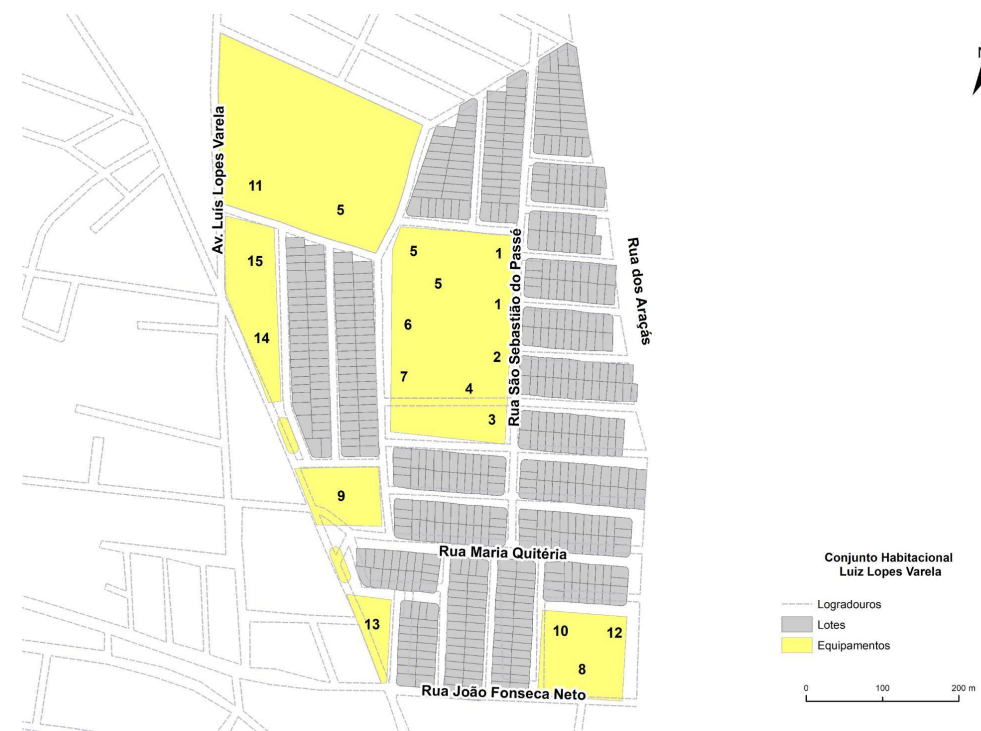 N
Av. Luís Lopes Varela
11
5
15
14
5
1
5
1
6
2
7
4
3
Rua São Sebastião do Passé
Rua dos Araçás
9
Rua Maria Quitéria
13
10
12
8
Rua João Fonseca Neto
Conjunto Habitacional
Luiz Lopes Varela
Logradouros
Lotes
Equipamentos
0 100 200 m